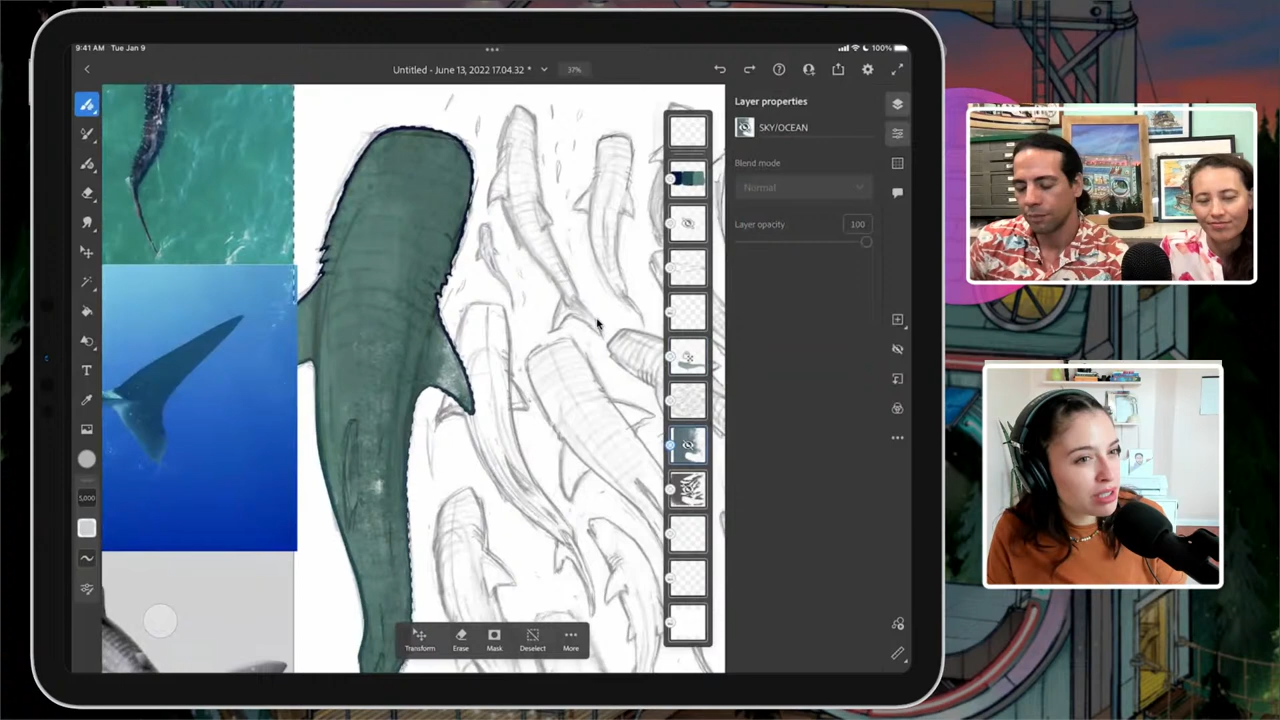 9:41 AM Tue Jan 9
100%
Untitled - June 13, 2022 17.04.32 *
37%
Layer properties
SKY/OCEAN
Blend mode
Normal
Layer opacity
100
T
5,000
Transform
Erase
Mask
Deselect
More